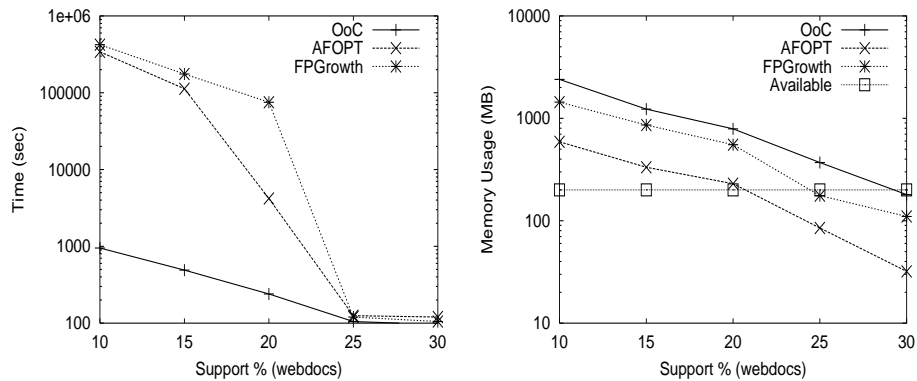 1e+06
100000
10000
1000
100
Time (sec)
OoC
AFOPT
FPGrowth
10 15 20 25 30
Support % (webdocs)
10000
1000
100
10
Memory Usage (MB)
OoC
AFOPT
FPGrowth
Available
10 15 20 25 30
Support % (webdocs)